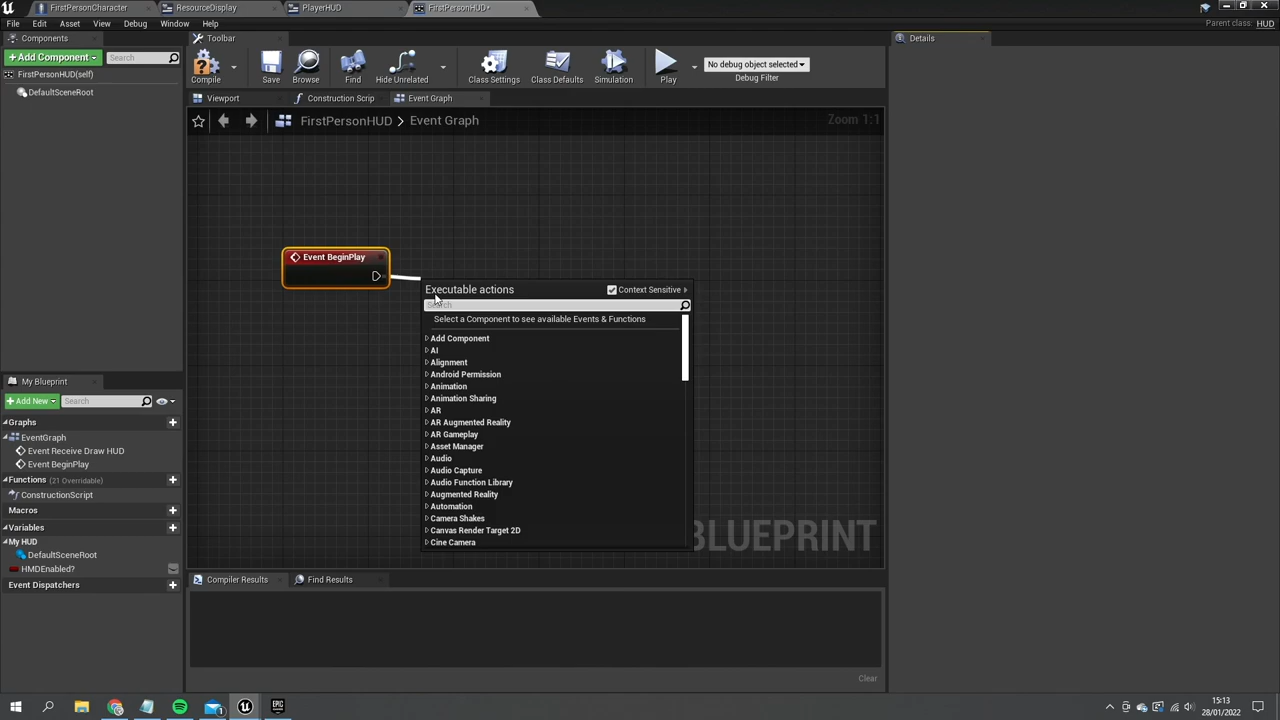 FirstPersonCharacter
ResourceDisplay
PlayerHUD
FirstPersonHUD*
File
Edit
Asset
View
Debug
Window
Help
Parent class: HUD
Components
Toolbar
Details
Add Component
Search
FirstPersonHUD(self)
DefaultSceneRoot
Compile
Save
Browse
Find
Hide Unrelated
Class Settings
Class Defaults
Simulation
Play
No debug object selected
Debug Filter
Viewport
Construction Scrip
Event Graph
FirstPersonHUD > Event Graph
Zoom 1:1
Event BeginPlay
Executable actions
Context Sensitive
Search
Select a Component to see available Events & Functions
Add Component
AI
Alignment
Android Permission
Animation
Animation Sharing
AR
AR Augmented Reality
AR Gameplay
Asset Manager
Audio
Audio Capture
Audio Function Library
Augmented Reality
Automation
Camera Shakes
Canvas Render Target 2D
Cine Camera
BLUEPRINT
My Blueprint
Add New
Search
Graphs
EventGraph
Event Receive Draw HUD
Event BeginPlay
Functions (21 Overridable)
ConstructionScript
Macros
Variables
My HUD
DefaultSceneRoot
HMDEnabled?
Event Dispatchers
Compiler Results
Find Results
Clear
EPIC
15:13
28/01/2022